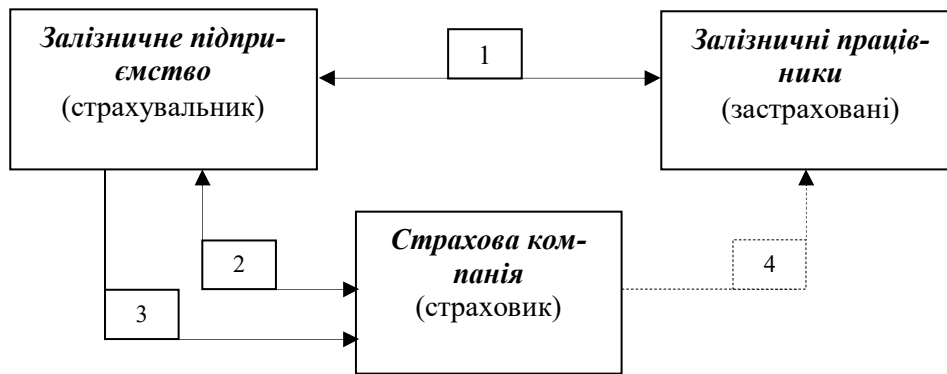 Залізничне підпри-
ємство
(страхувальник)
1
Залізничні праців-
ники
(застраховані)
2
3
Страхова ком-
панія
(страховик)
4